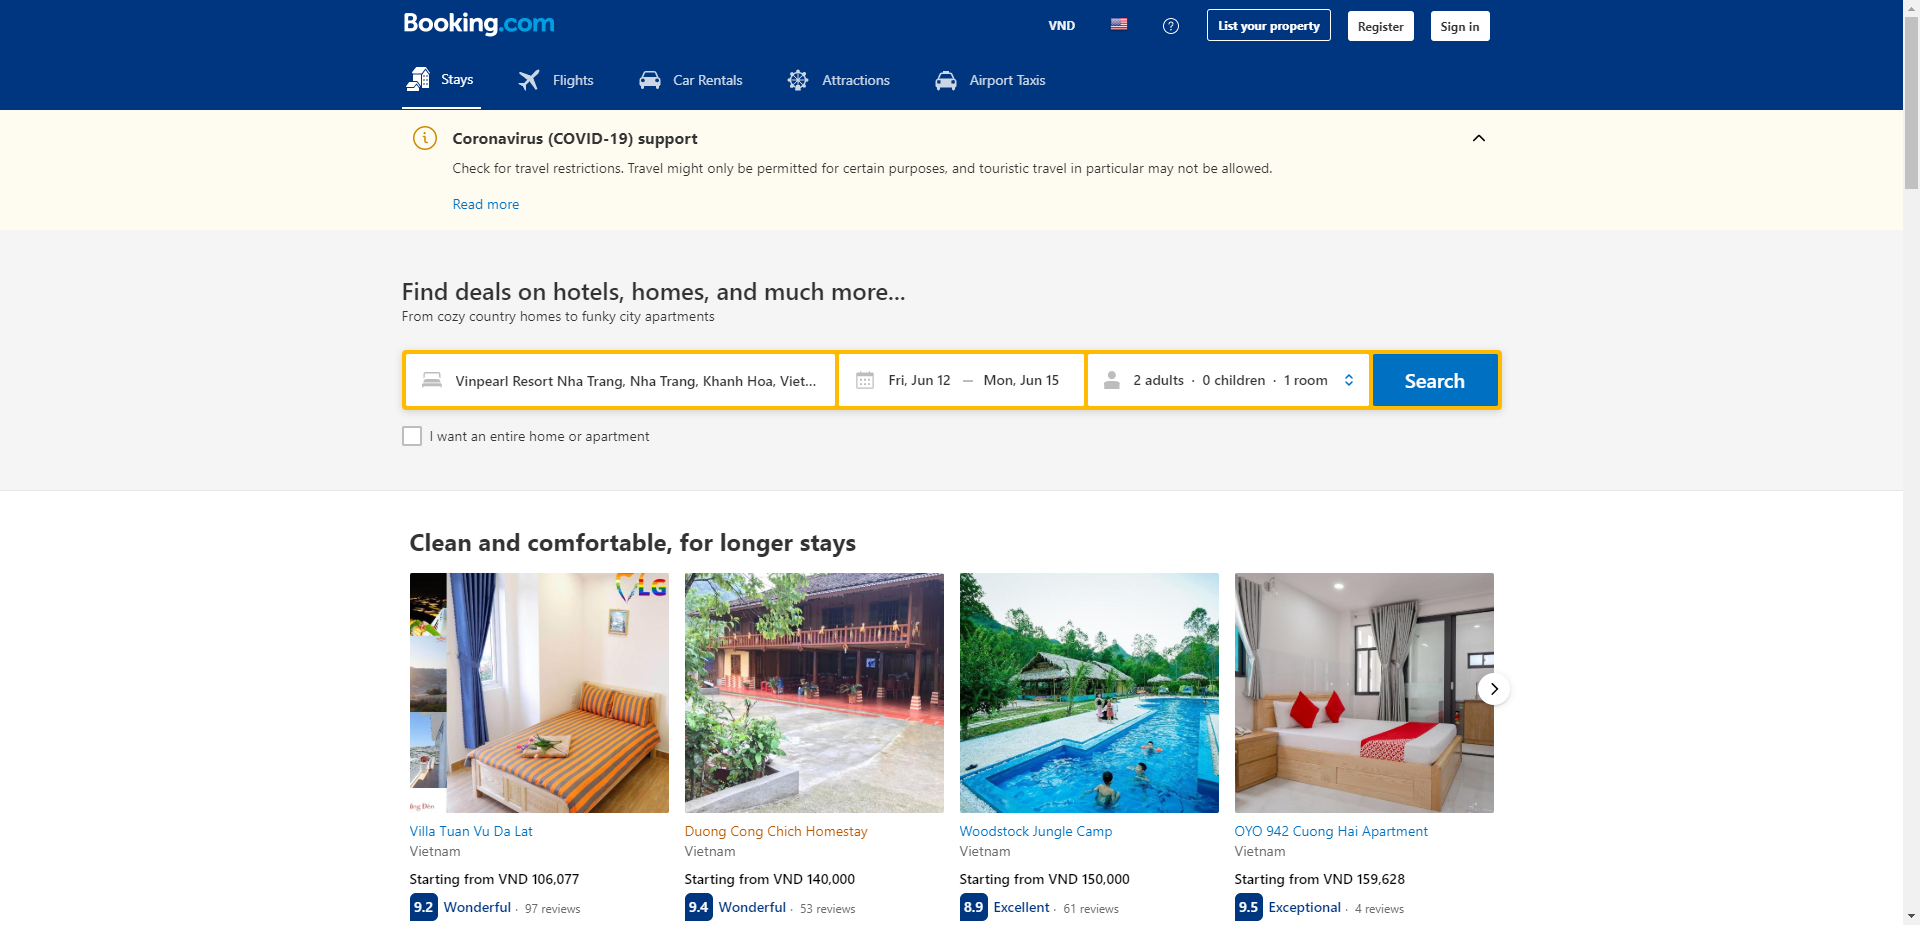 Booking.com
VND
List your property
Register
Sign in
Stays
Flights
Car Rentals
Attractions
Airport Taxis
Coronavirus (COVID-19) support
Check for travel restrictions. Travel might only be permitted for certain purposes, and touristic travel in particular may not be allowed.
Read more
Find deals on hotels, homes, and much more...
From cozy country homes to funky city apartments
Vinpearl Resort Nha Trang, Nha Trang, Khanh Hoa, Viet...
Fri, Jun 12 — Mon, Jun 15
2 adults · 0 children · 1 room
Search
I want an entire home or apartment
Clean and comfortable, for longer stays
LG
Villa Tuan Vu Da Lat
Vietnam
Starting from VND 106,077
9.2 Wonderful · 97 reviews
Duong Cong Chich Homestay
Vietnam
Starting from VND 140,000
9.4 Wonderful · 53 reviews
Woodstock Jungle Camp
Vietnam
Starting from VND 150,000
8.9 Excellent · 61 reviews
OYO 942 Cuong Hai Apartment
Vietnam
Starting from VND 159,628
9.5 Exceptional · 4 reviews